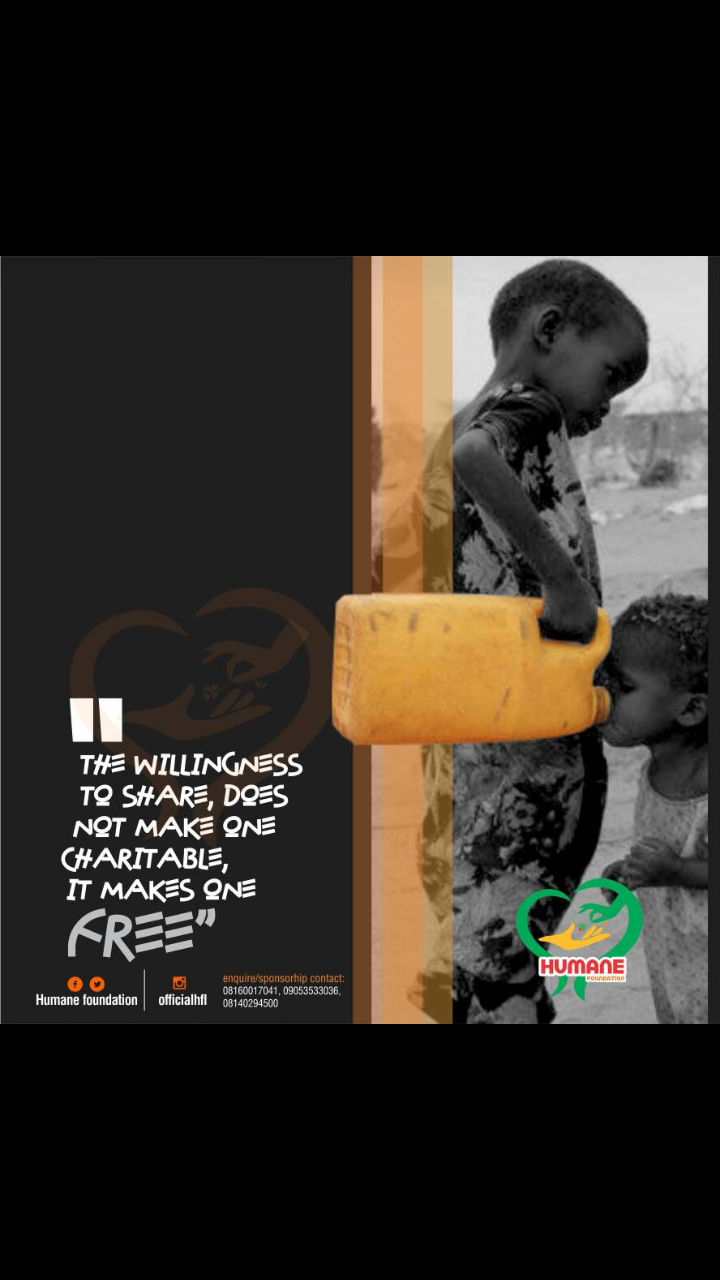 "
THE WILLINGNESS
TO SHARE, DOES
NOT MAKE ONE
CHARITABLE,
IT MAKES ONE
FREE"
Humane foundation
officialhfl
enquire/sponsorhip contact:
08160017041, 09053533036,
08140294500
HUMANE
FOUNDATION